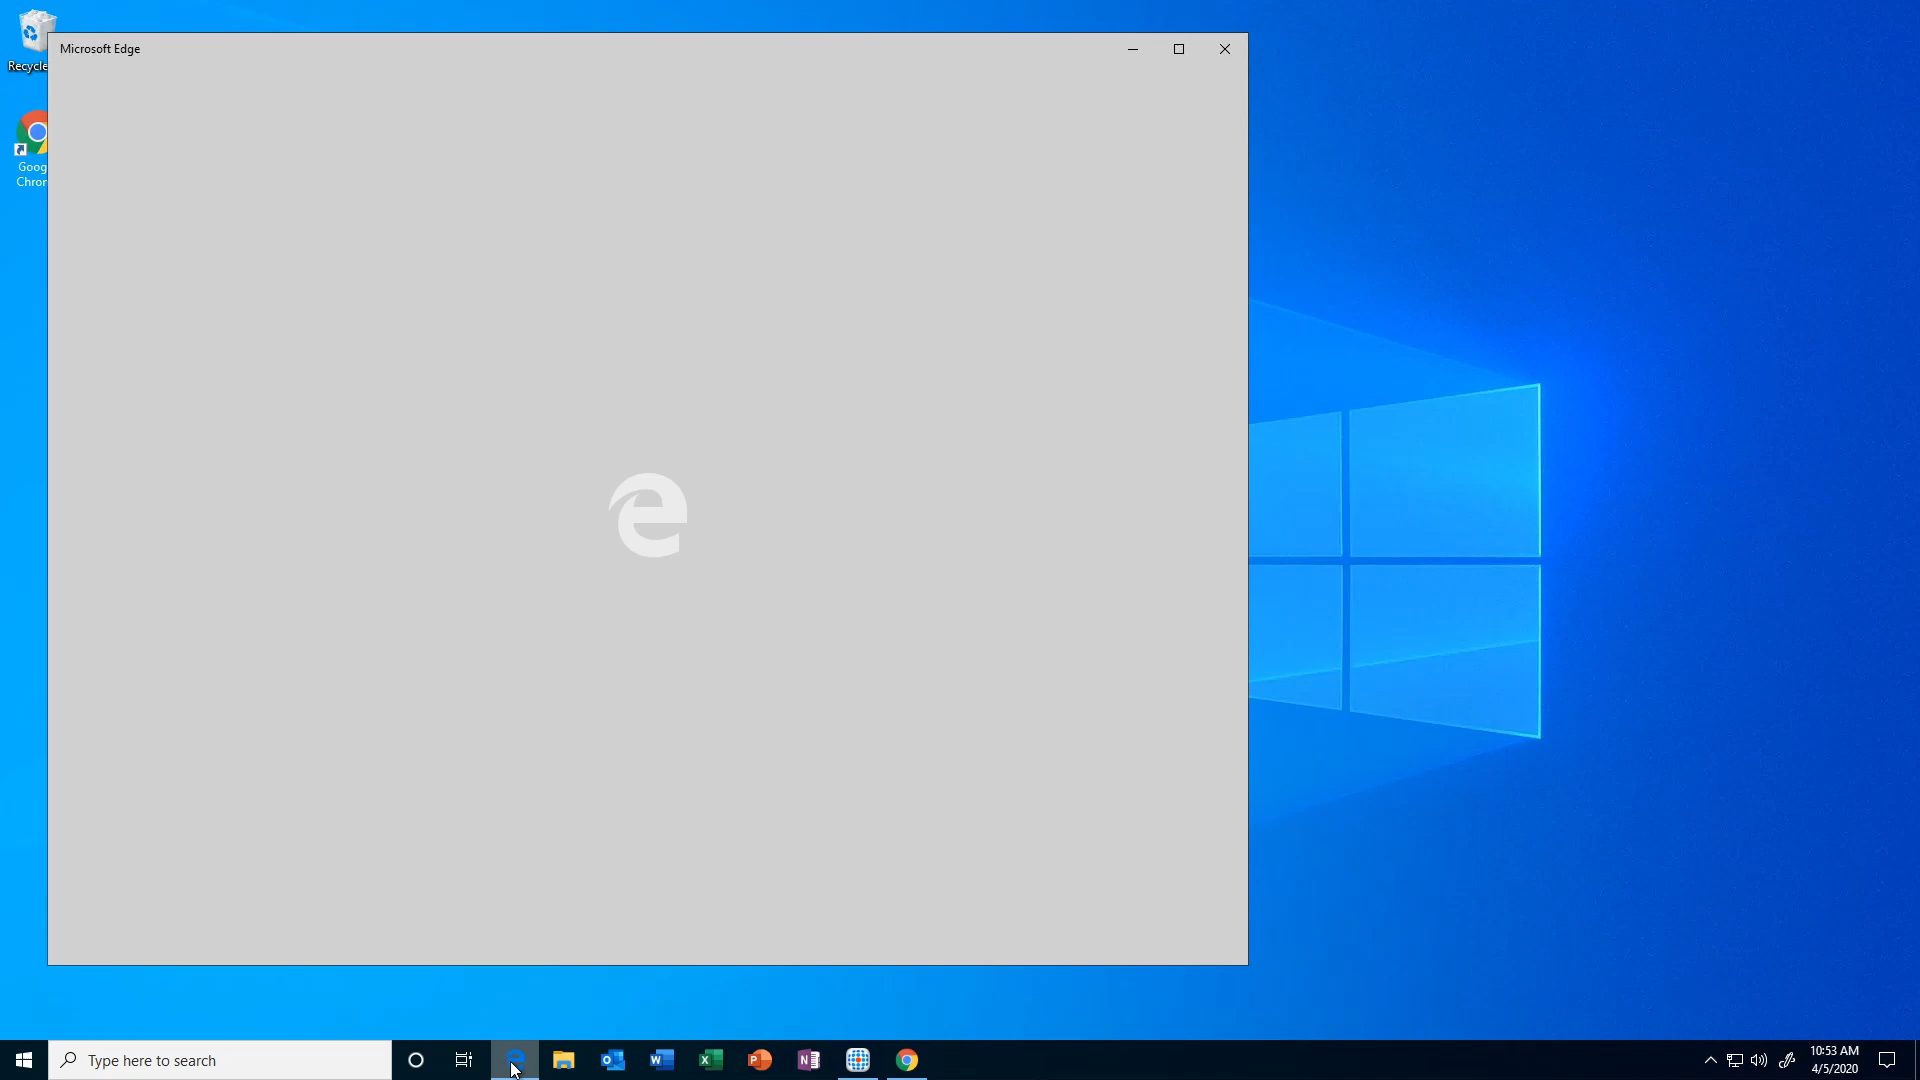 Microsoft Edge
Recycle
Goog
Chror
Type here to search
10:53 AM
4/5/2020